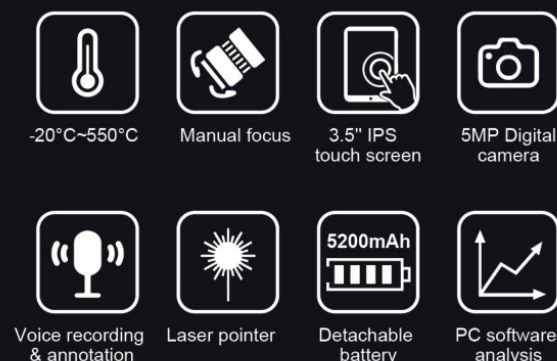 -20°C~550°C
Manual focus
3.5" IPS
touch screen
5MP Digital
camera
5200mAh
Voice recording
& annotation
Laser pointer
Detachable
battery
PC software
analysis